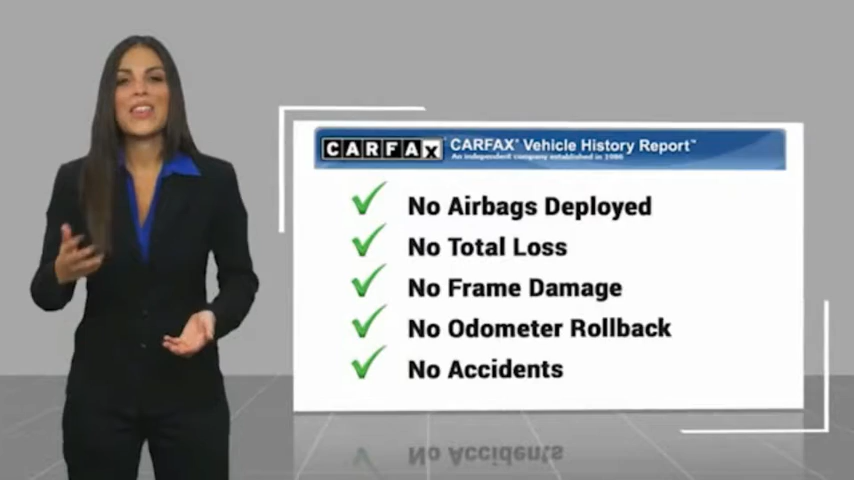 CARFAX CARFAX® Vehicle History Report™
An independent company established in 1986
No Airbags Deployed
No Total Loss
No Frame Damage
No Odometer Rollback
No Accidents
No Accidents